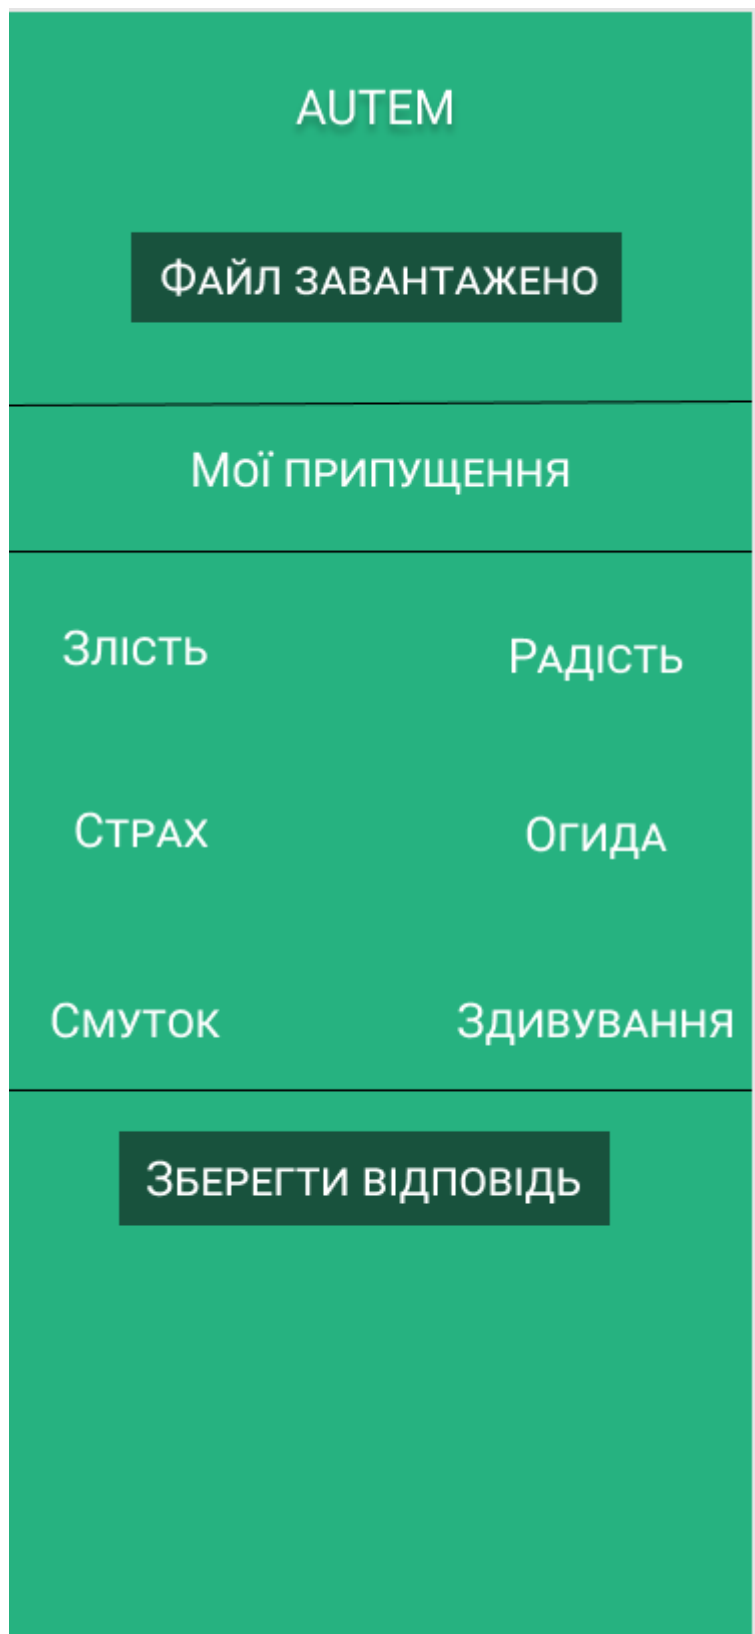 AUTEM
Файл завантажено
Мої припущення
Злість Радість
Страх Огида
Смуток Здивування
Зберегти відповідь